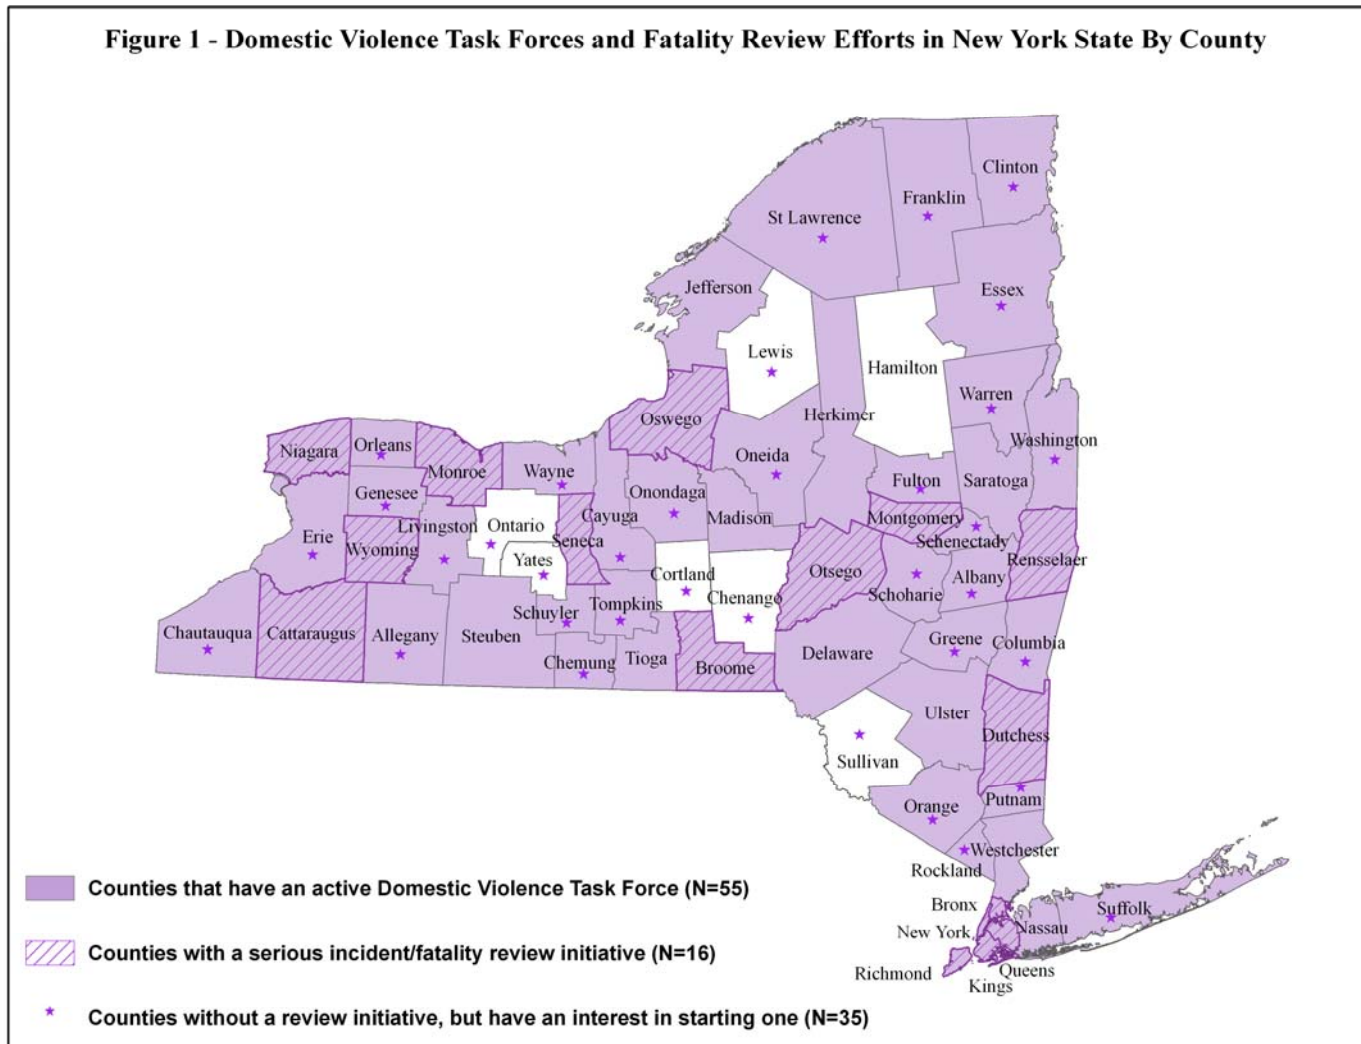 Figure 1 - Domestic Violence Task Forces and Fatality Review Efforts in New York State By County
Clinton
Franklin
St Lawrence
Jefferson
Essex
Lewis
Hamilton
Warren
Oswego
Herkimer
Washington
Niagara
Orleans
Monroe
Wayne
Oneida
Fulton
Saratoga
Genesee
Onondaga
Madison
Montgomery
Erie
Livingston
Ontario
Cayuga
Schenectady
Wyoming
Seneca
Yates
Otsego
Rensselaer
Cortland
Albany
Schoharie
Chenango
Schuyler
Tompkins
Chautauqua
Cattaraugus
Allegany
Steuben
Greene
Columbia
Chemung
Tioga
Broome
Delaware
Ulster
Dutchess
Sullivan
Orange
Putnam
Westchester
Rockland
Counties that have an active Domestic Violence Task Force (N=55)
Bronx
Suffolk
New York
Nassau
Counties with a serious incident/fatality review initiative (N=16)
Richmond
Queens
Kings
Counties without a review initiative, but have an interest in starting one (N=35)